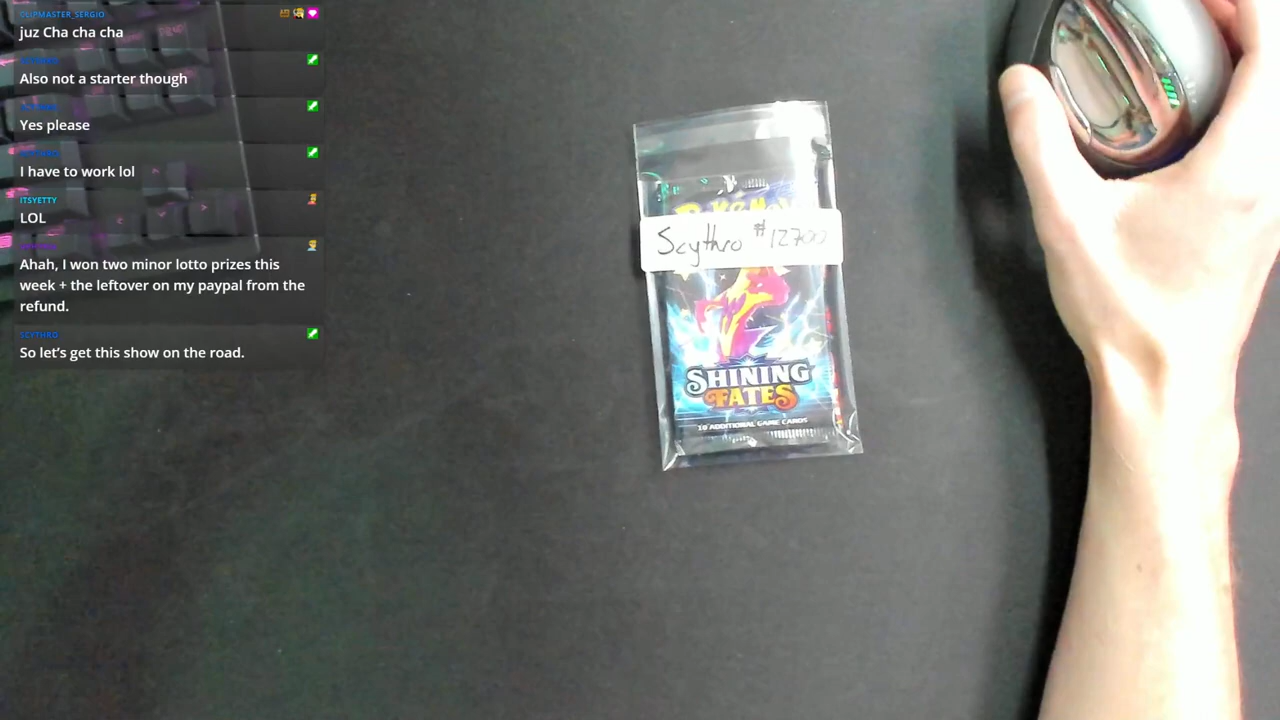 CLIPMASTER_SERGIO
juz Cha cha cha
Also not a starter though
Yes please
I have to work lol
ITSYETTY
LOL
Ahah, I won two minor lotto prizes this
week + the leftover on my paypal from the
refund.
SCYTHRO
So let's get this show on the road.
POKÉMON
Scythro #12700
SHINING
FATES
10 ADDITIONAL GAME CARDS